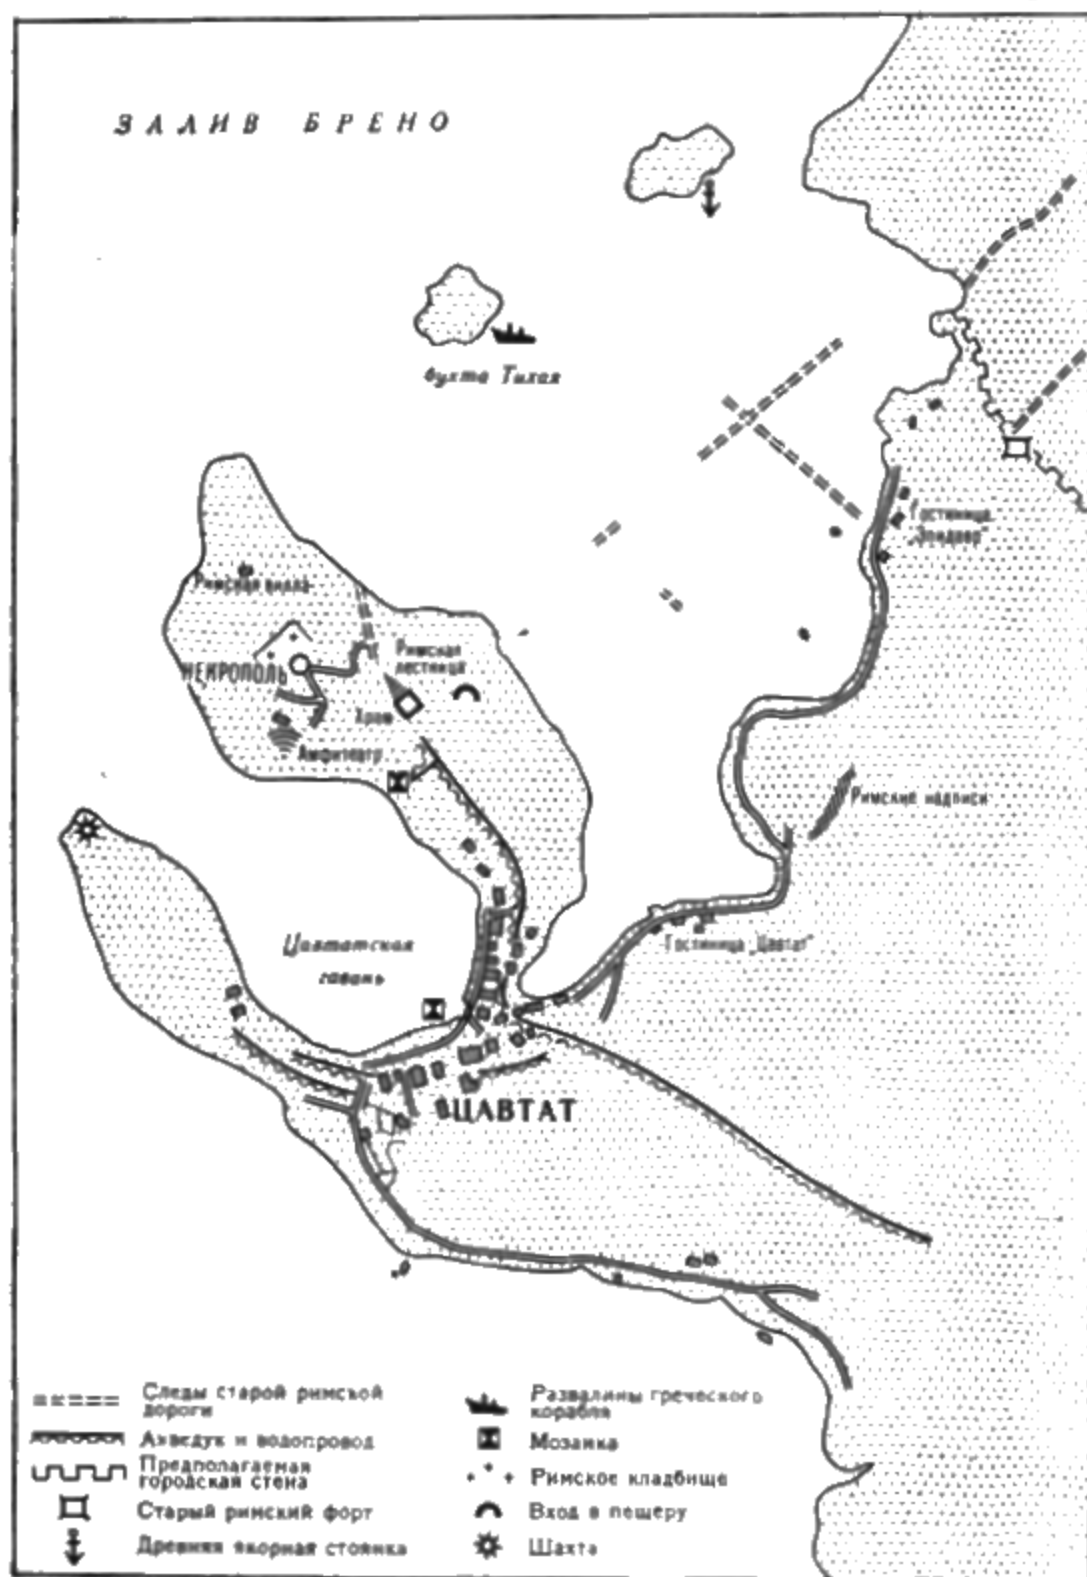 ЗАЛИВ БРЕНО
бухта Тихая
Гостиница
„Эпидавр"
Римская вилла
Римская
лестница
НЕКРОПОЛЬ
Храм
Амфитеатр
Римские надписи
Цавтатская
гавань
Гостиница „Цавтат"
ЦАВТАТ
Следы старой римской
дороги
Акведук и водопровод
Предполагаемая
городская стена
Старый римский форт
Древняя якорная стоянка
Развалины греческого
корабля
Мозаика
Римское кладбище
Вход в пещеру
Шахта